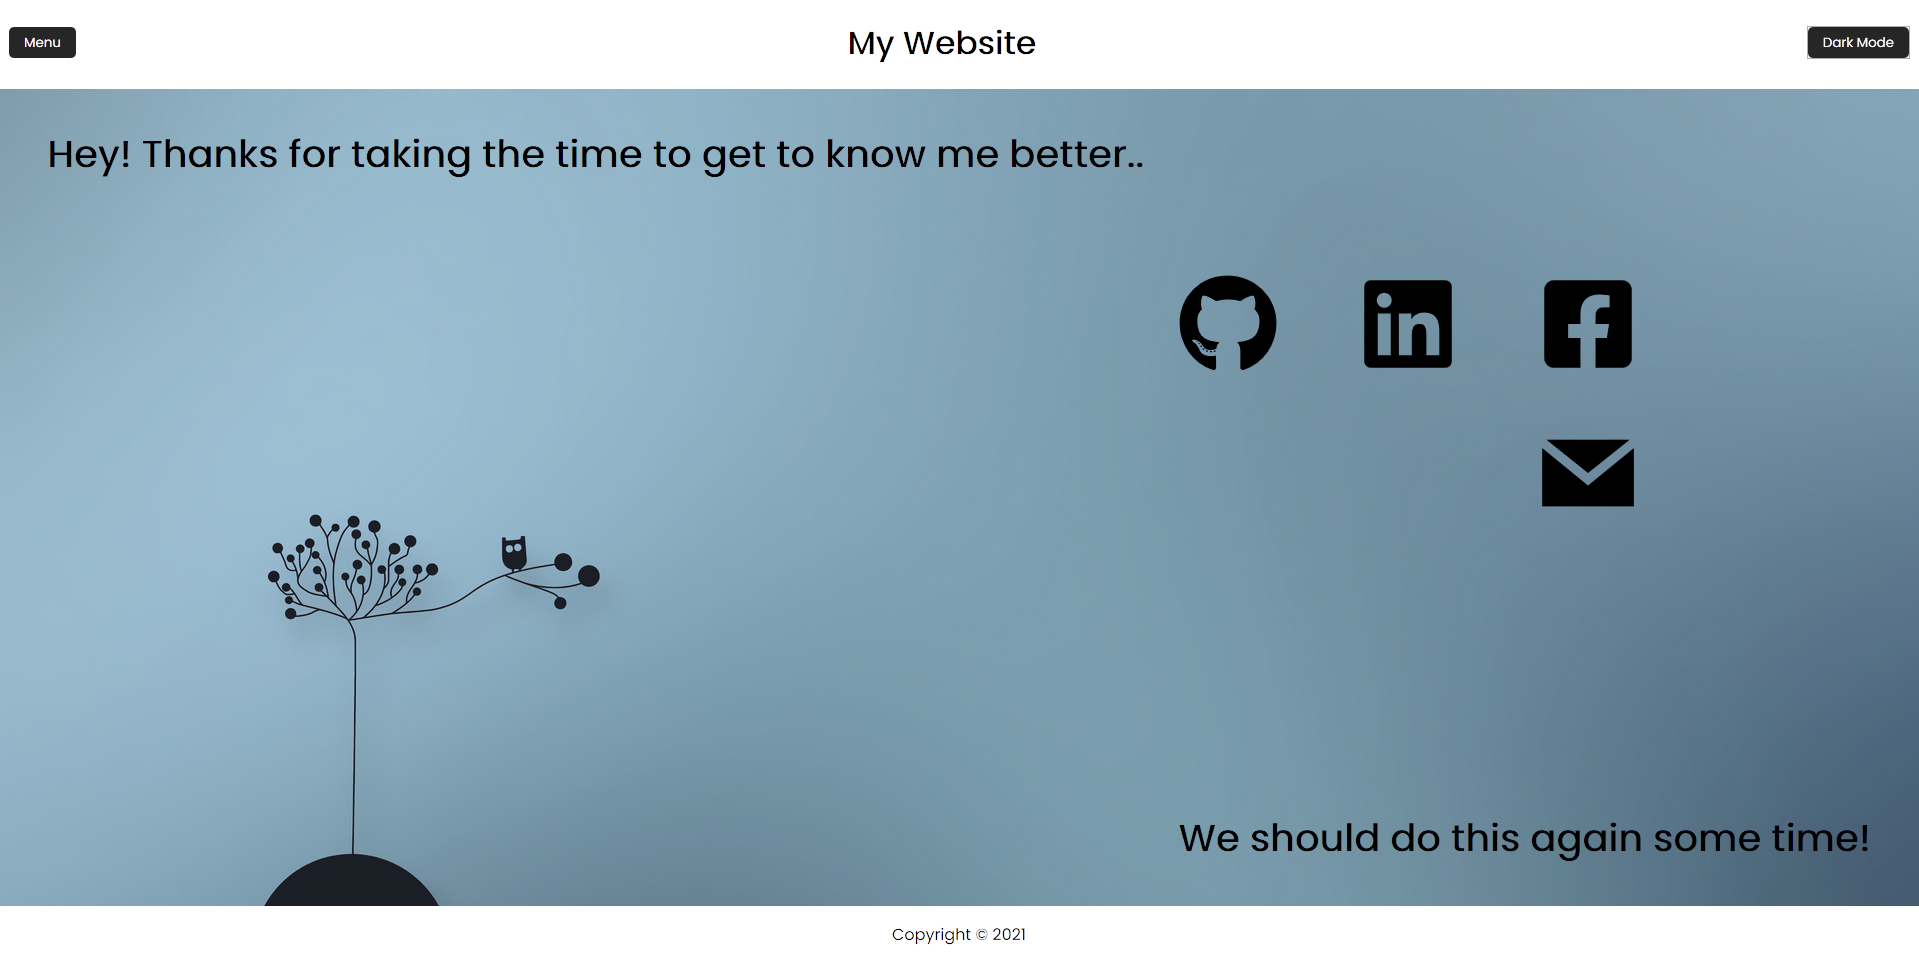 Menu
My Website
Dark Mode
Hey! Thanks for taking the time to get to know me better..
in
f
We should do this again some time!
Copyright © 2021